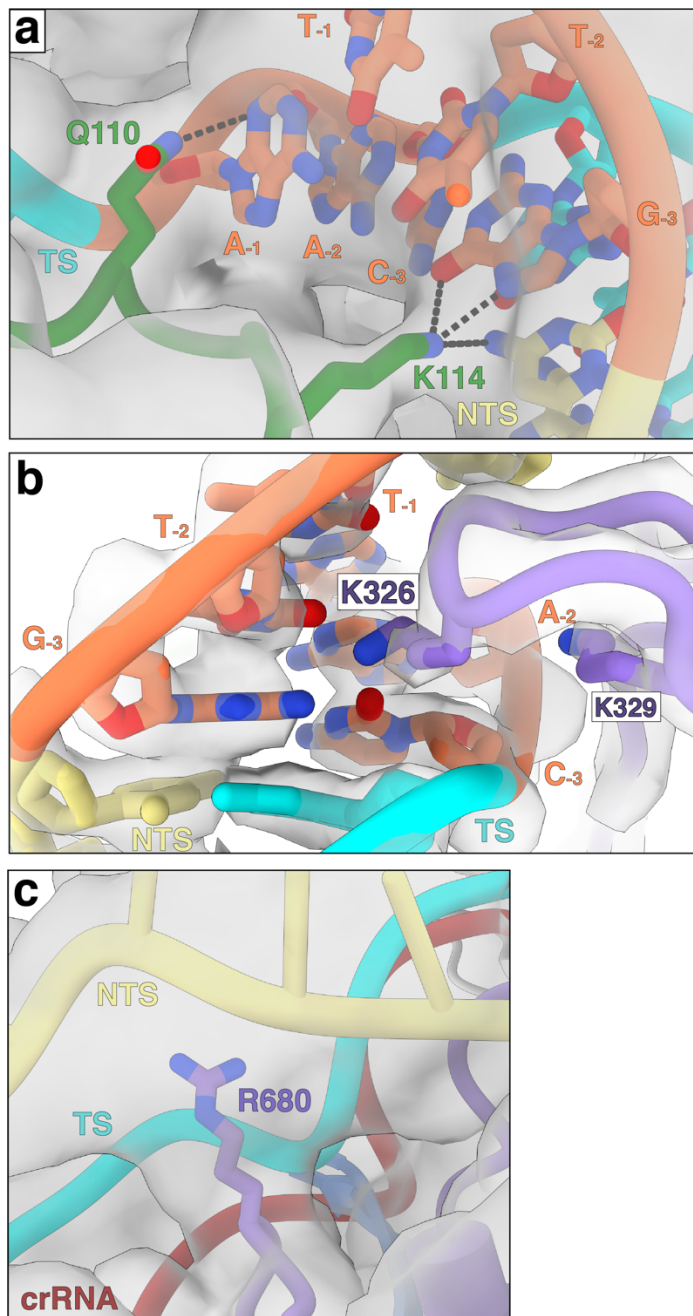 a
T-1
T-2
Q110
G-3
TS
A-1
A-2
C-3
K114
NTS
b
T-1
T-2
K326
A-2
G-3
K329
C-3
NTS
TS
c
NTS
R680
TS
crRNA